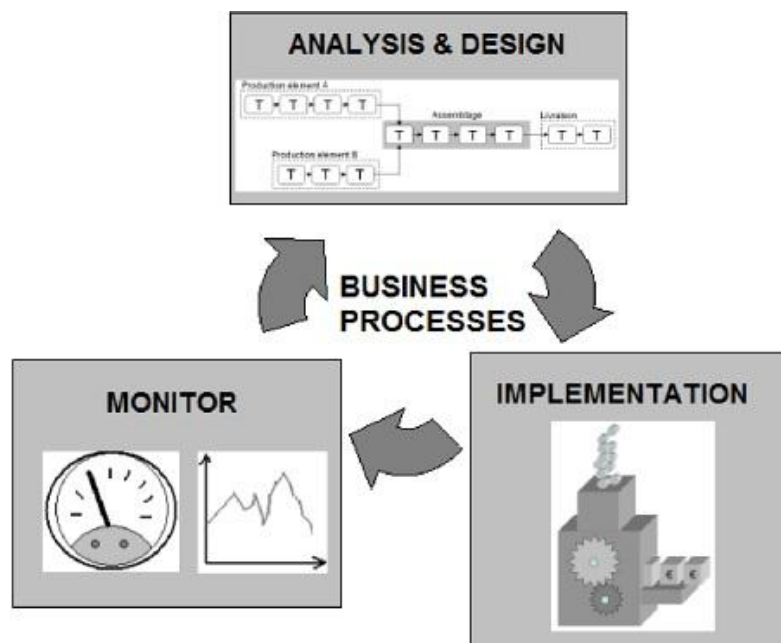 ANALYSIS & DESIGN
Production element A
T T T T
Assemblage
Livraison
T T T T
T T
Production element B
T T T
BUSINESS
PROCESSES
MONITOR
IMPLEMENTATION
€ €